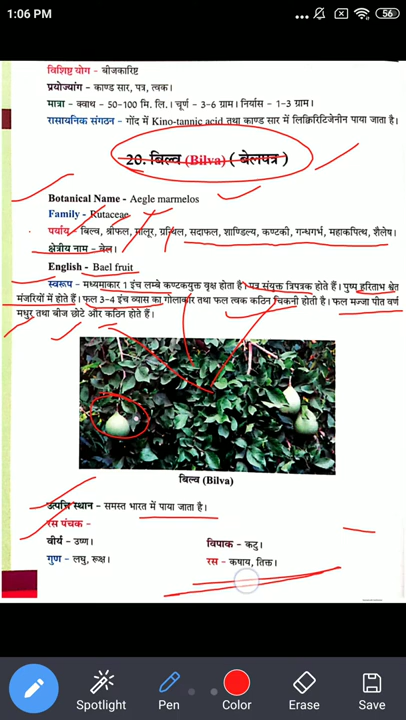 1:06 PM
56
विशिष्ट योग – बीजकारिष्ट
प्रयोज्यांग – काण्ड सार, पत्र, त्वक।
मात्रा – क्वाथ – 50-100 मि. लि.। चूर्ण – 3-6 ग्राम। निर्यास – 1-3 ग्राम।
रासायनिक संगठन – गोंद में Kino-tannic acid तथा काण्ड सार में लिक्विरिटिजेनीन पाया जाता है।
20. बिल्व (Bilva) ( बेलपत्र )
Botanical Name – Aegle marmelos
Family – Rutaceae
पर्याय – बिल्व, श्रीफल, मालूर, ग्रन्थिल, सदाफल, शाण्डिल्य, कण्टकी, गन्धगर्भ, महाकपित्थ, शैलेष।
क्षेत्रीय नाम – बेल।
English – Bael fruit
स्वरूप – मध्यमाकार 1 इंच लम्बे कण्टकयुक्त वृक्ष होता है। पत्र संयुक्त त्रिपत्रक होते हैं। पुष्प हरिताभ श्वेत
मंजरियों में होते हैं। फल 3-4 इंच व्यास का गोलाकार तथा फल त्वक कठिन चिकनी होती है। फल मज्जा पीत वर्ण
मधुर तथा बीज छोटे और कठिन होते हैं।
बिल्व (Bilva)
उत्पत्ति स्थान – समस्त भारत में पाया जाता है।
रस पंचक –
वीर्य – उष्ण।
विपाक – कटु।
गुण – लघु, रूक्ष।
रस – कषाय, तिक्त।
Spotlight
Pen
Color
Erase
Save